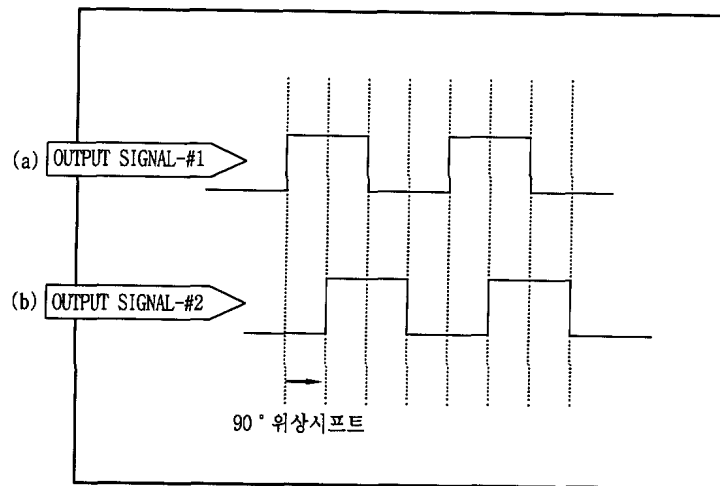 (a) OUTPUT SIGNAL-#1
(b) OUTPUT SIGNAL-#2
90°위상시프트